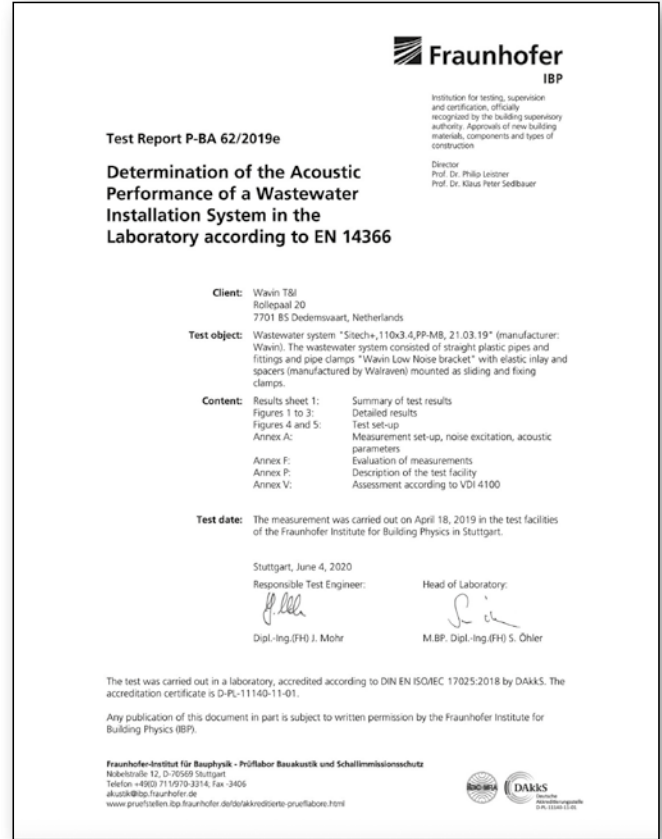 Fraunhofer
IBP
Institution for testing, supervision
and certification, officially
recognized by the building supervisory
authority. Approvals of new building
materials, components and types of
construction
Director
Prof. Dr. Philip Leistner
Prof. Dr. Klaus Peter Sedlbauer
Test Report P-BA 62/2019e
Determination of the Acoustic
Performance of a Wastewater
Installation System in the
Laboratory according to EN 14366
Client: Wavin T&I
Rollepaal 20
7701 BS Dedemsvaart, Netherlands
Test object: Wastewater system "Sitech+,110x3.4,PP-MB, 21.03.19" (manufacturer:
Wavin). The wastewater system consisted of straight plastic pipes and
fittings and pipe clamps "Wavin Low Noise bracket" with elastic inlay and
spacers (manufactured by Walraven) mounted as sliding and fixing
clamps.
Content: Results sheet 1: Summary of test results
Figures 1 to 3: Detailed results
Figures 4 and 5: Test set-up
Annex A: Measurement set-up, noise excitation, acoustic
parameters
Annex F: Evaluation of measurements
Annex P: Description of the test facility
Annex V: Assessment according to VDI 4100
Test date: The measurement was carried out on April 18, 2019 in the test facilities
of the Fraunhofer Institute for Building Physics in Stuttgart.
Stuttgart, June 4, 2020
Responsible Test Engineer: Head of Laboratory:
Dipl.-Ing.(FH) J. Mohr M.BP. Dipl.-Ing.(FH) S. Öhler
The test was carried out in a laboratory, accredited according to DIN EN ISO/IEC 17025:2018 by DAkkS. The
accreditation certificate is D-PL-11140-11-01.
Any publication of this document in part is subject to written permission by the Fraunhofer Institute for
Building Physics (IBP).
Fraunhofer-Institut für Bauphysik - Prüflabor Bauakustik und Schallimmissionsschutz
Nobelstraße 12, D-70569 Stuttgart
Telefon +49(0) 711/970-3314; Fax -3406
akustik@ibp.fraunhofer.de
www.pruefstellen.ibp.fraunhofer.de/de/akkreditierte-prueflabore.html
DAkkS
Deutsche
Akkreditierungsstelle
D-PL-11140-11-01